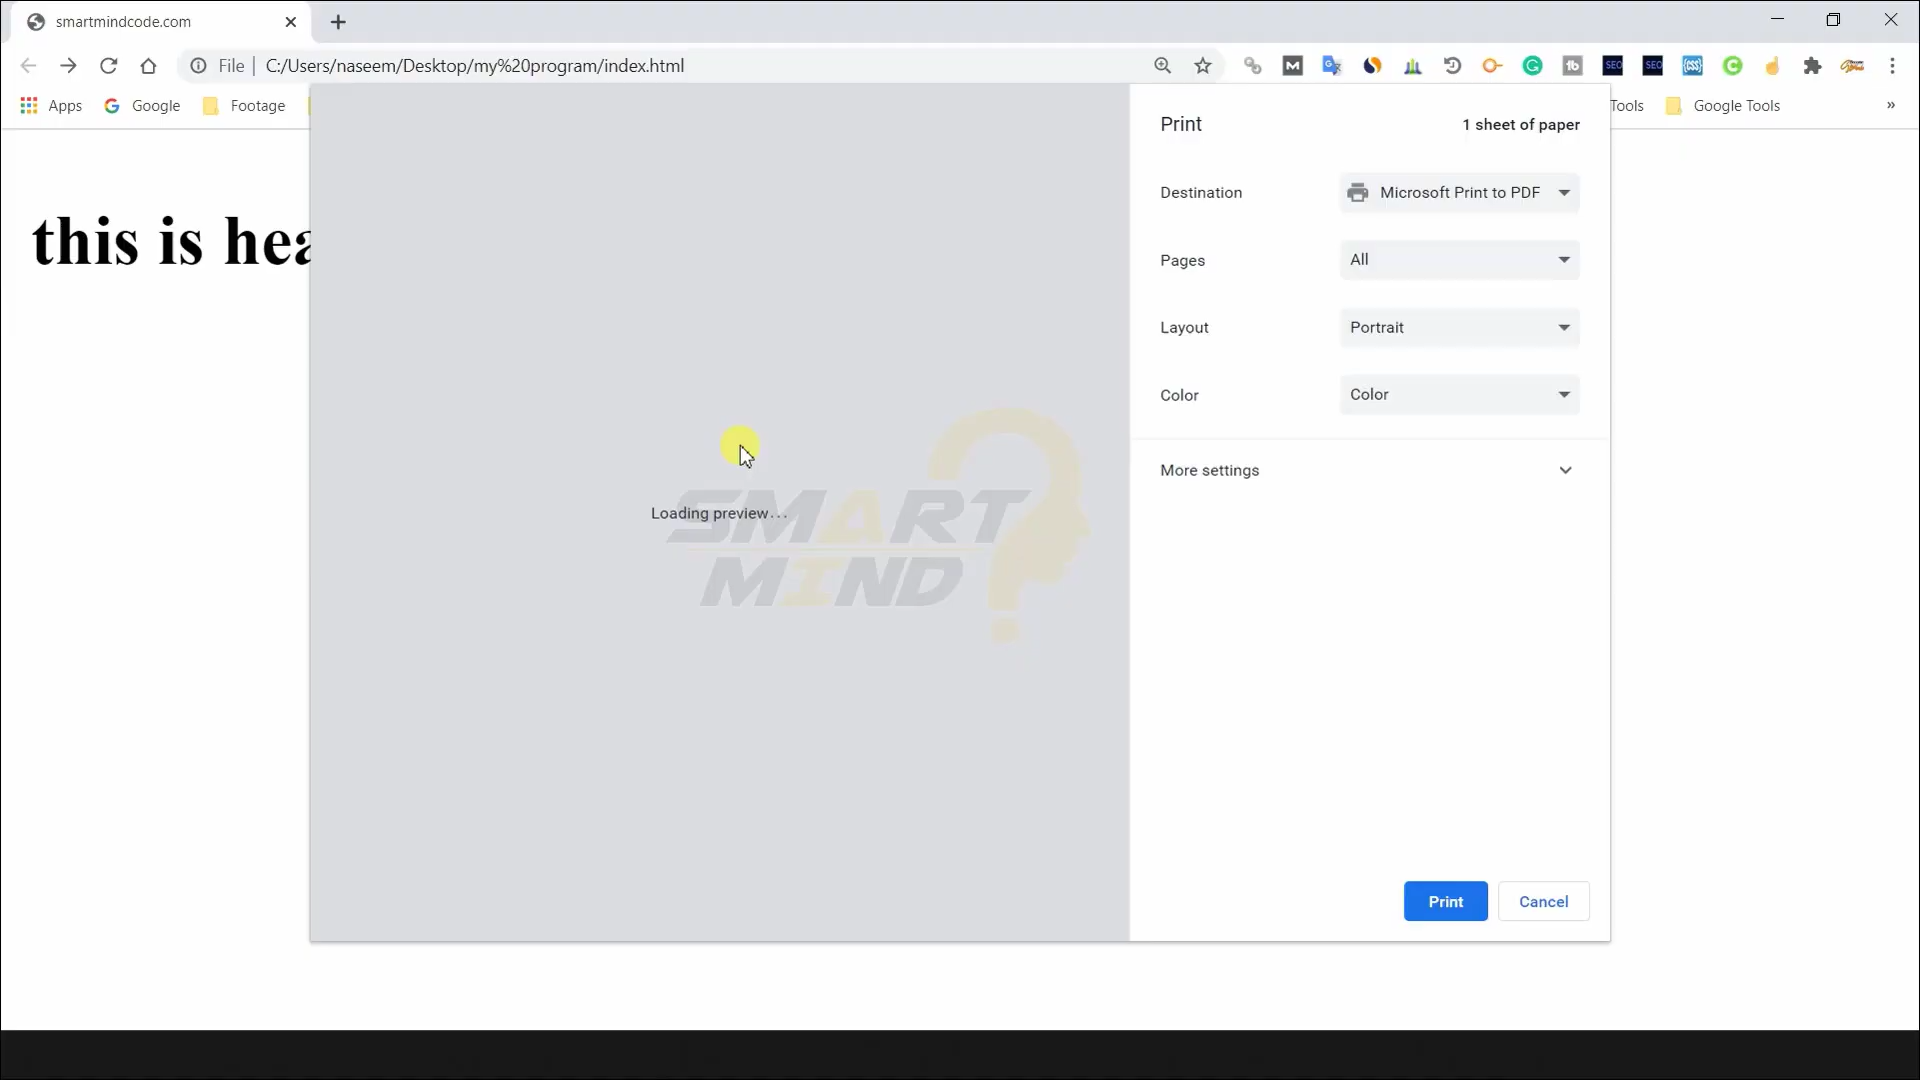 smartmindcode.com
File | C:/Users/naseem/Desktop/my%20program/index.html
Apps Google Footage Tools Google Tools »
this is hea
Print 1 sheet of paper
Destination Microsoft Print to PDF
Pages All
Layout Portrait
Color Color
More settings
Loading preview...
SMART
MIND
Print Cancel